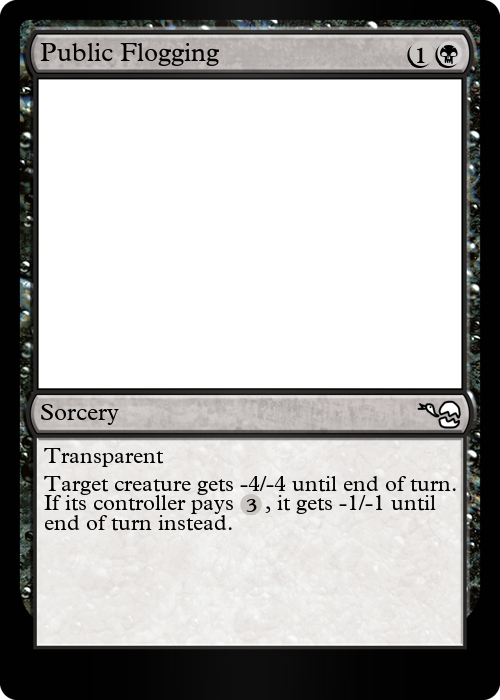 Public Flogging 1
Sorcery
Transparent
Target creature gets -4/-4 until end of turn.
If its controller pays 3, it gets -1/-1 until
end of turn instead.